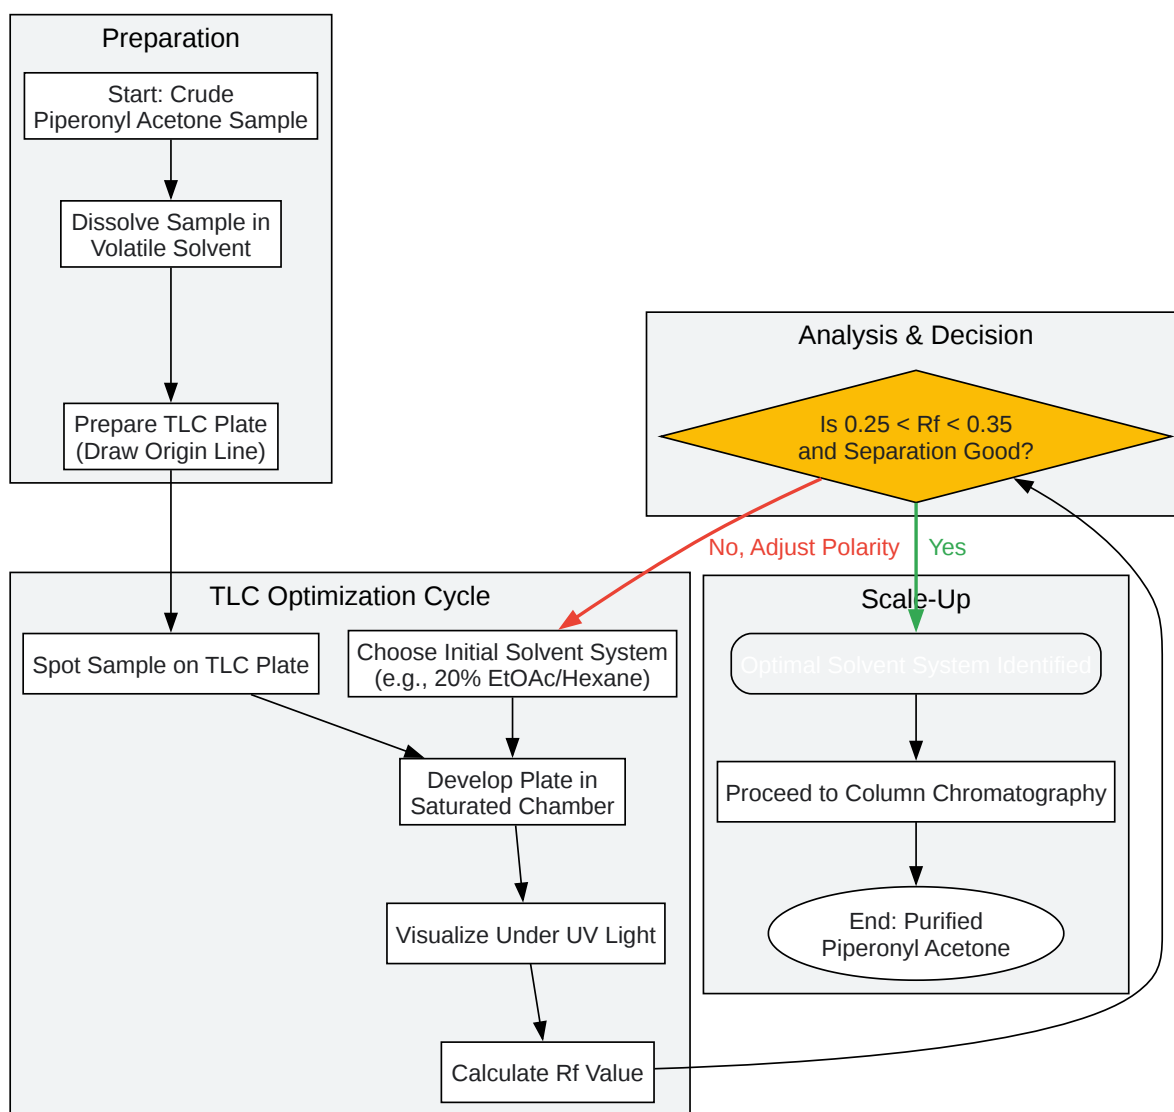 Preparation
Start: Crude
Piperonyl Acetone Sample
Dissolve Sample in
Volatile Solvent
Prepare TLC Plate
(Draw Origin Line)
Analysis & Decision
Is 0.25 < Rf < 0.35
and Separation Good?
No, Adjust Polarity
Yes
TLC Optimization Cycle
Spot Sample on TLC Plate
Choose Initial Solvent System
(e.g., 20% EtOAc/Hexane)
Develop Plate in
Saturated Chamber
Visualize Under UV Light
Calculate Rf Value
Scale-Up
Optimal Solvent System Identified
Proceed to Column Chromatography
End: Purified
Piperonyl Acetone